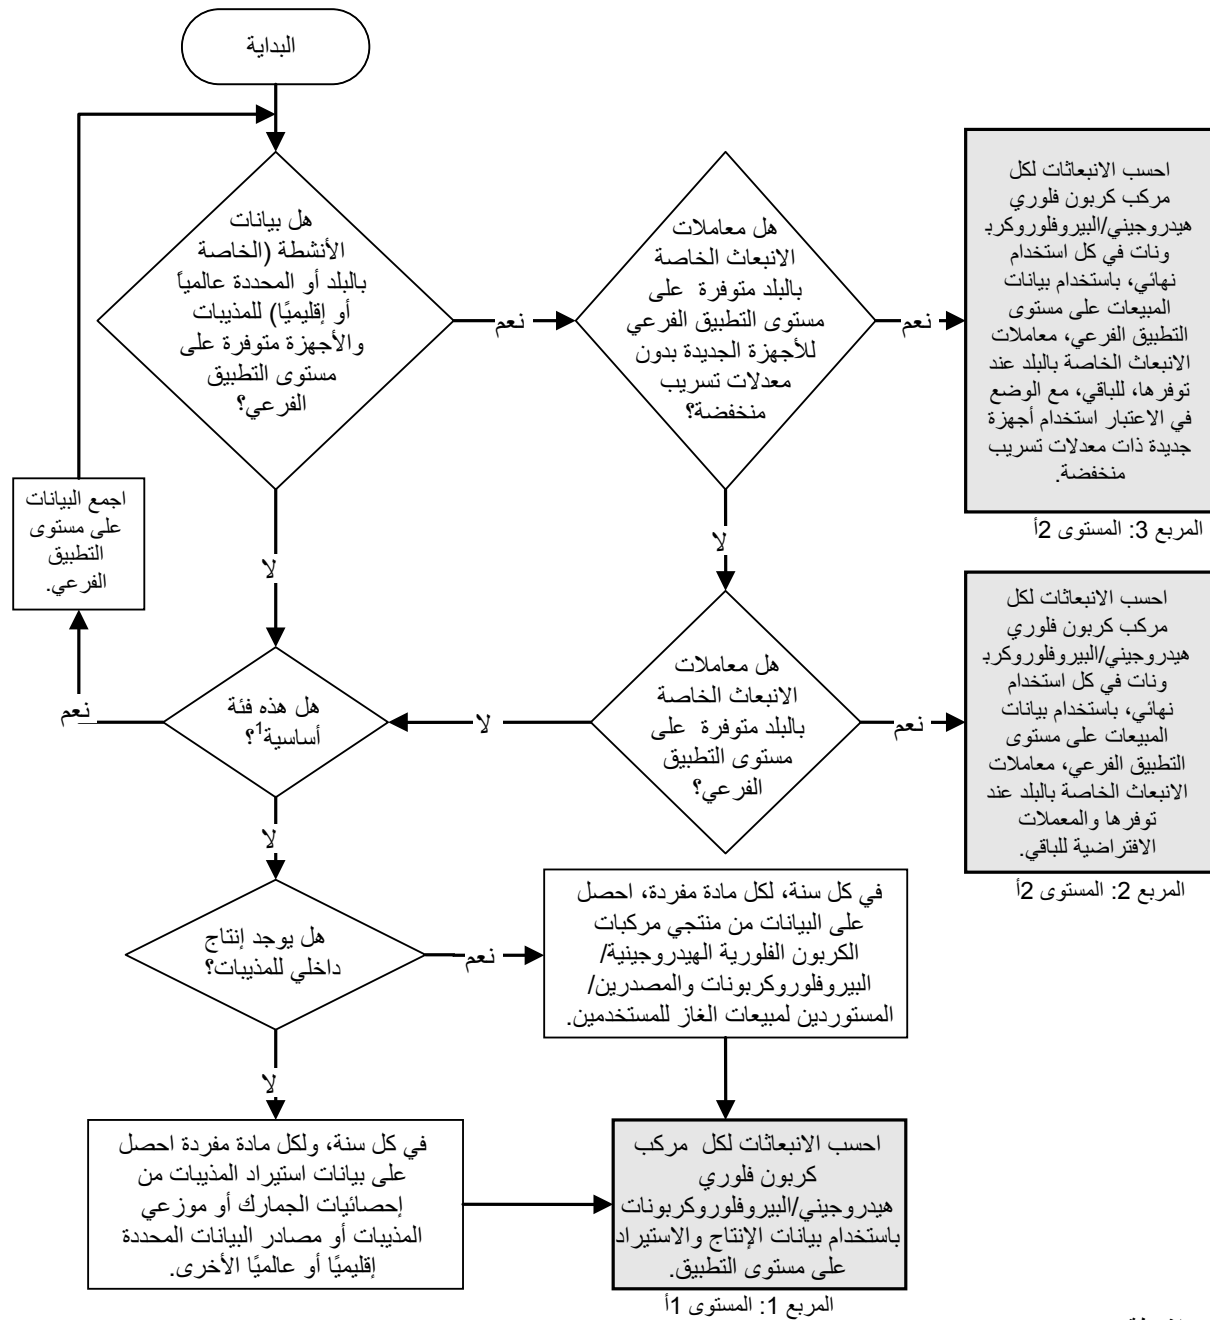 البداية
هل بيانات
الأنشطة (الخاصة
بالبلد أو المحددة عالمياً
أو إقليميًا) للمذيبات
والأجهزة متوفرة على
مستوى التطبيق
الفرعي؟
نعم
هل معاملات
الانبعاث الخاصة
بالبلد متوفرة على
مستوى التطبيق الفرعي
للأجهزة الجديدة بدون
معدلات تسريب
منخفضة؟
نعم
احسب الانبعاثات لكل
مركب كربون فلوري
هيدروجيني/البيروفلوروكرب
ونات في كل استخدام
نهائي، باستخدام بيانات
المبيعات على مستوى
التطبيق الفرعي، معاملات
الانبعاث الخاصة بالبلد عند
توفرها، للباقي، مع الوضع
في الاعتبار استخدام أجهزة
جديدة ذات معدلات تسريب
منخفضة.
المربع 3: المستوى 2أ
اجمع البيانات
على مستوى
التطبيق
الفرعي.
لا
لا
هل معاملات
الانبعاث الخاصة
بالبلد متوفرة على
مستوى التطبيق
الفرعي؟
نعم
احسب الانبعاثات لكل
مركب كربون فلوري
هيدروجيني/البيروفلوروكرب
ونات في كل استخدام
نهائي، باستخدام بيانات
المبيعات على مستوى
التطبيق الفرعي، معاملات
الانبعاث الخاصة بالبلد عند
توفرها والمعملات
الافتراضية للباقي.
المربع 2: المستوى 2أ
لا
هل هذه فئة
أساسية1؟
نعم
لا
هل يوجد إنتاج
داخلي للمذيبات؟
نعم
في كل سنة، لكل مادة مفردة، احصل
على البيانات من منتجي مركبات
الكربون الفلورية الهيدروجينية/
البيروفلوروكربونات والمصدرين/
المستوردين لمبيعات الغاز للمستخدمين.
لا
في كل سنة، ولكل مادة مفردة احصل
على بيانات استيراد المذيبات من
إحصائيات الجمارك أو موزعي
المذيبات أو مصادر البيانات المحددة
إقليميًا أو عالميًا الأخرى.
احسب الانبعاثات لكل مركب
كربون فلوري
هيدروجيني/البيروفلوروكربونات
باستخدام بيانات الإنتاج والاستيراد
على مستوى التطبيق.
المربع 1: المستوى 1أ